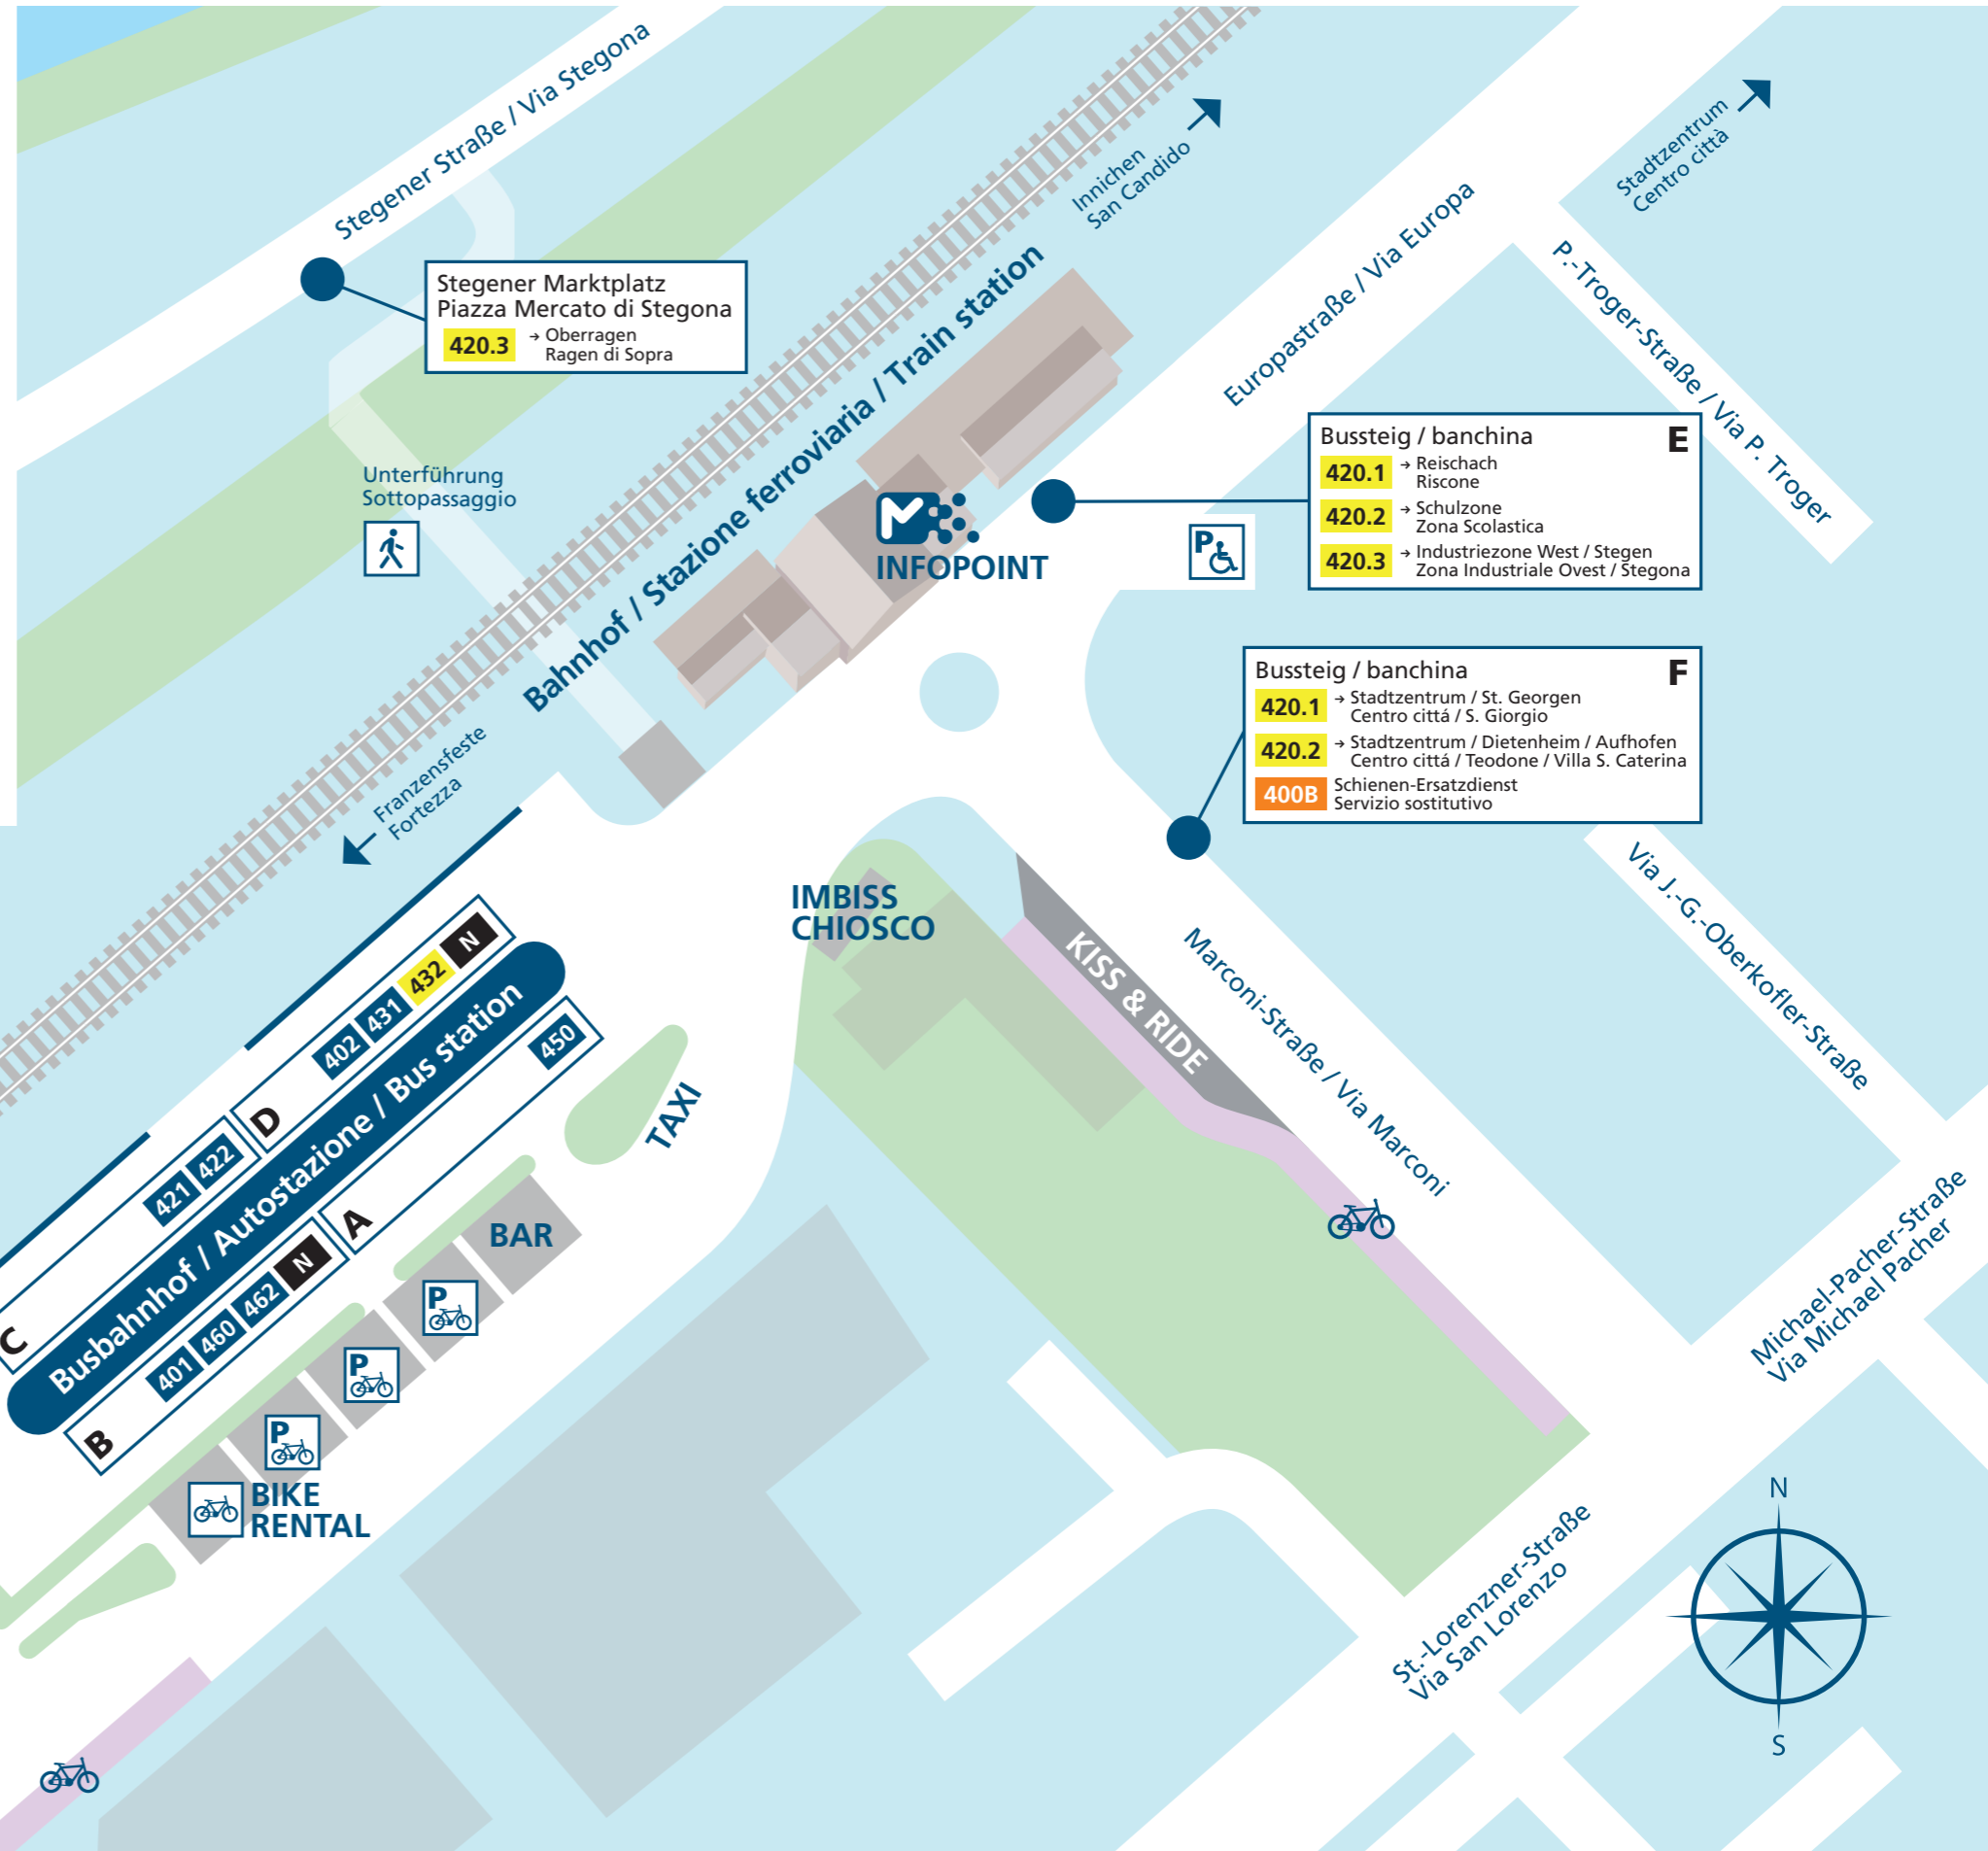 Stegener Straße / Via Stegona
Stegener Marktplatz
Piazza Mercato di Stegona
420.3 → Oberragen
Ragen di Sopra
Innichen
San Candido
Stadtzentrum
Centro città
Europastraße / Via Europa
P.-Troger-Straße / Via P. Troger
Unterführung
Sottopassaggio
Bahnhof / Stazione ferroviaria / Train station
INFOPOINT
P
Bussteig / banchina E
420.1 → Reischach
Riscone
420.2 → Schulzone
Zona Scolastica
420.3 → Industriezone West / Stegen
Zona Industriale Ovest / Stegona
Bussteig / banchina F
420.1 → Stadtzentrum / St. Georgen
Centro cittá / S. Giorgio
420.2 → Stadtzentrum / Dietenheim / Aufhofen
Centro cittá / Teodone / Villa S. Caterina
400B Schienen-Ersatzdienst
Servizio sostitutivo
Franzensfeste
Fortezza
IMBISS
CHIOSCO
KISS & RIDE
Marconi-Straße / Via Marconi
Via J.-G.-Oberkofler-Straße
Michael-Pacher-Straße
Via Michael Pacher
D 402 431 432 N
C 421 422
Busbahnhof / Autostazione / Bus station
A 450
B 401 460 462 N
TAXI
BAR
P
P
P
BIKE
RENTAL
St.-Lorenzner-Straße
Via San Lorenzo
N
S